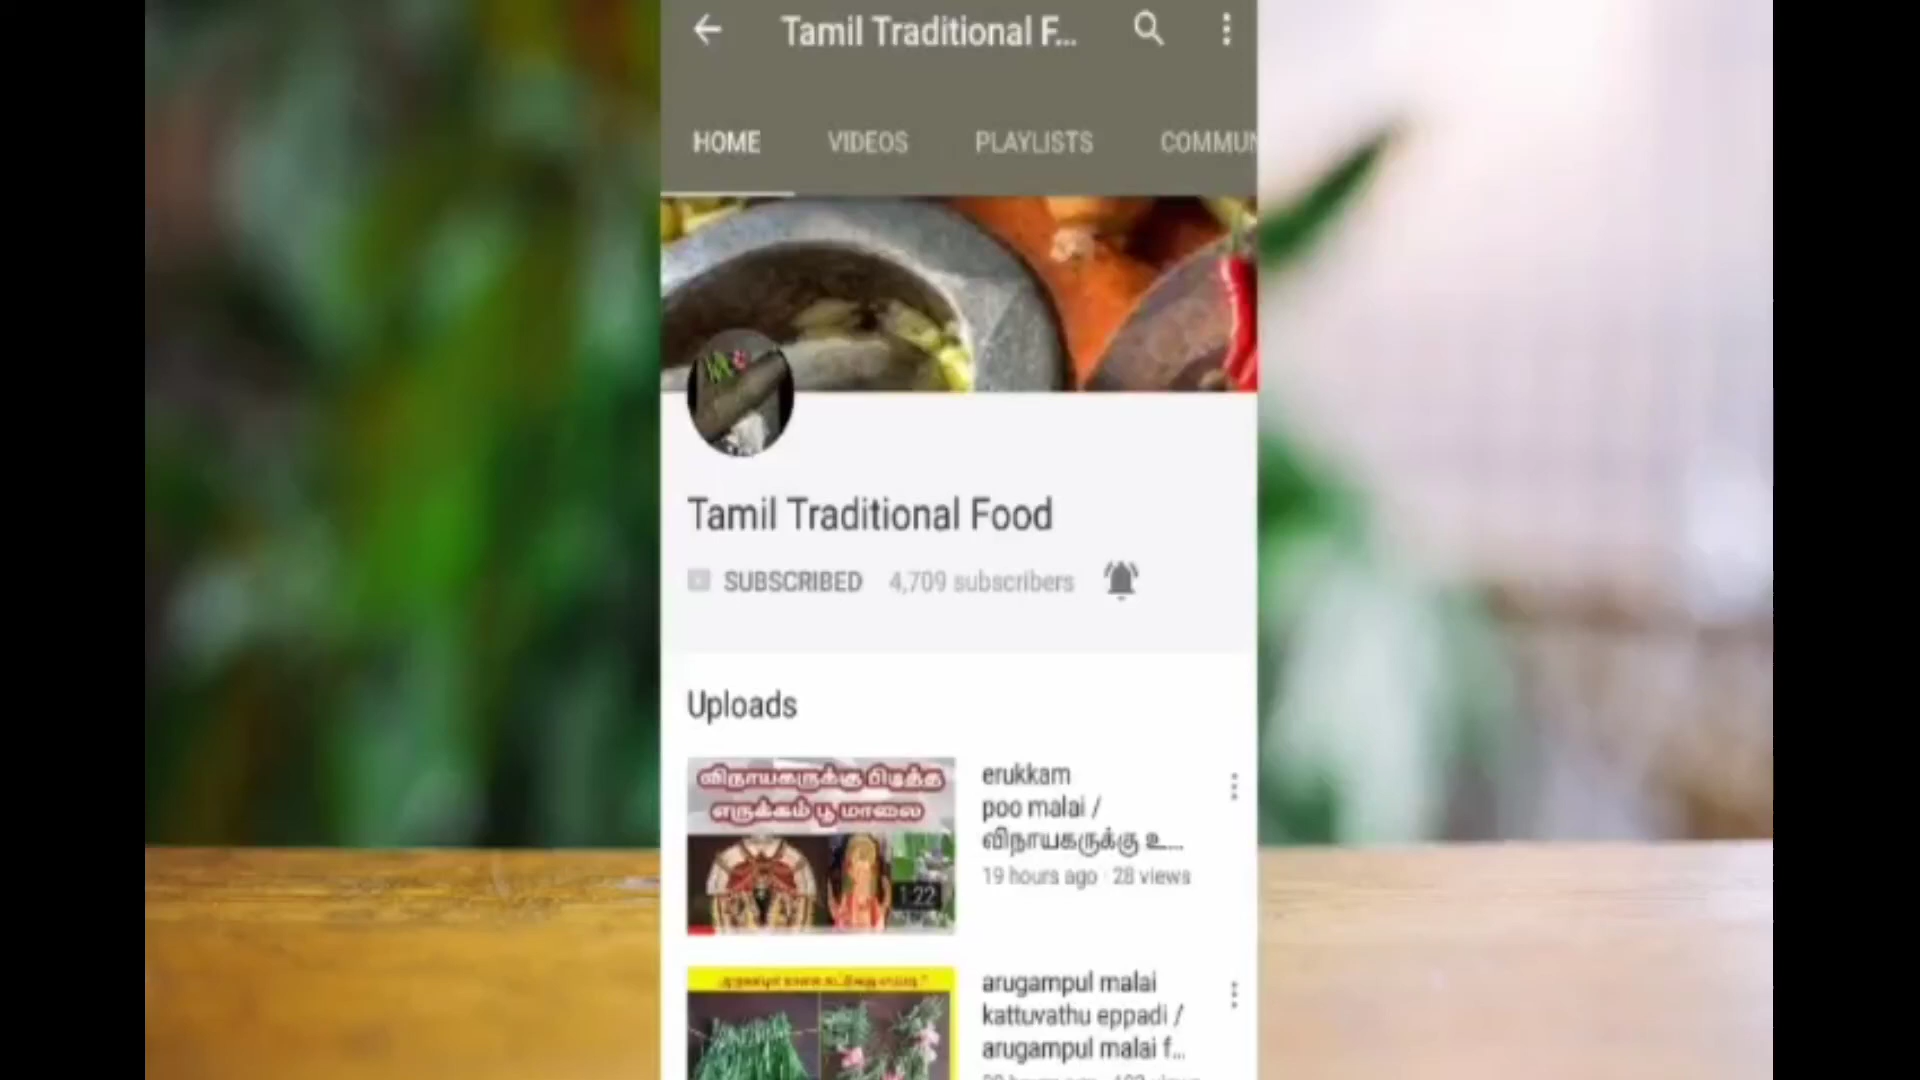 Tamil Traditional F...
HOME VIDEOS PLAYLISTS COMMUN
Tamil Traditional Food
SUBSCRIBED 4,709 subscribers
Uploads
விநாயகருக்கு பிடித்த
எருக்கம் பூ மாலை
1:22
erukkam
poo malai /
விநாயகருக்கு உ...
19 hours ago · 28 views
arugampul malai
kattuvathu eppadi /
arugampul malai f...